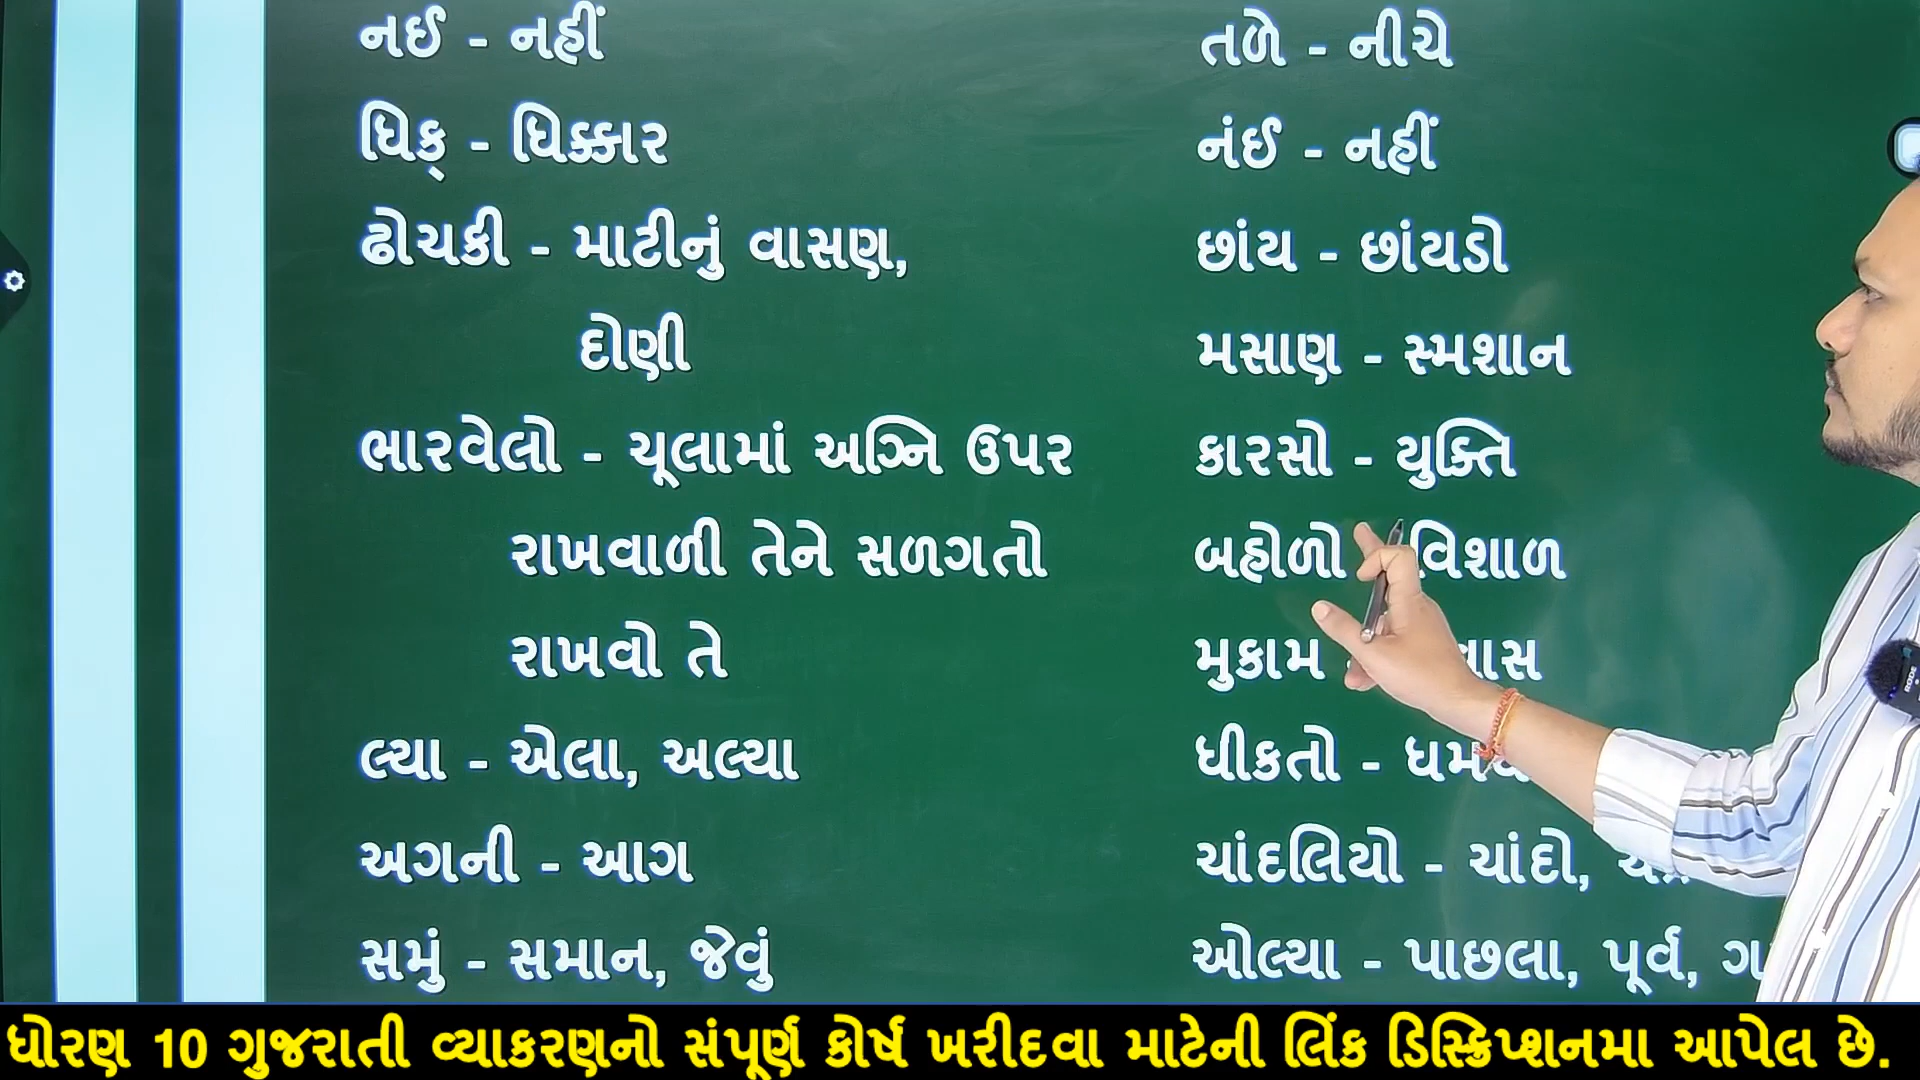 નઈ - નહીં
ધિક્ - ધિક્કાર
ઢોચકી - માટીનું વાસણ,
દોણી
ભારવેલો - ચૂલામાં અગ્નિ ઉપર
રાખવાળી તેને સળગતો
રાખવો તે
લ્યા - એલા, અલ્યા
અગની - આગ
સમું - સમાન, જેવું
તળે - નીચે
નંઈ - નહીં
છાંય - છાંયડો
મસાણ - સ્મશાન
કારસો - યુક્તિ
બહોળો વિશાળ
મુકામ
ધીકતો -
ચાંદલિયો - ચાંદો,
ઓલ્યા - પાછલા, પૂર્વ,
ધોરણ 10 ગુજરાતી વ્યાકરણનો સંપૂર્ણ કોર્ષ ખરીદવા માટેની લિંક ડિસ્ક્રિપ્શનમા આપેલ છે.